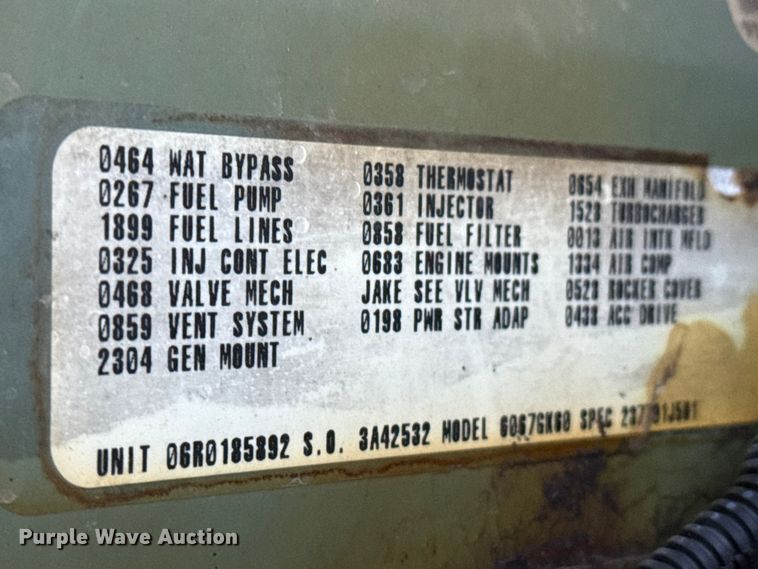 0464 WAT BYPASS 0358 THERMOSTAT 0654 EXH MANIFOLD
0267 FUEL PUMP 0361 INJECTOR 1528 TURBOCHARGER
1899 FUEL LINES 0858 FUEL FILTER 0013 AIR INTK MFLD
0325 INJ CONT ELEC 0683 ENGINE MOUNTS 1334 AIR COMP
0468 VALVE MECH JAKE SEE VLV MECH 0528 ROCKER COVER
0859 VENT SYSTEM 0198 PWR STR ADAP 0438 ACC DRIVE
2304 GEN MOUNT
UNIT 06R0185892 S.O. 3A42532 MODEL 6067GK60 SPEC
Purple Wave Auction